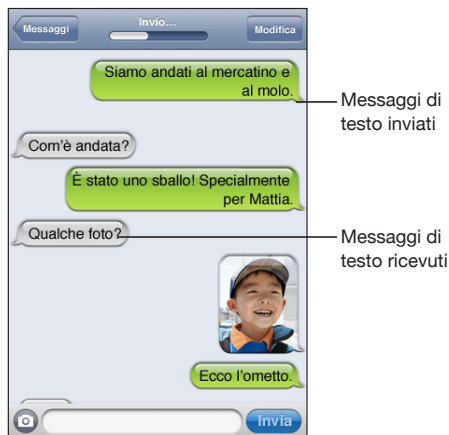 Messaggi
Invio...
Modifica
Siamo andati al mercatino e
al molo.
Messaggi di
testo inviati
Com'è andata?
È stato uno sballo! Specialmente
per Mattia.
Qualche foto?
Messaggi di
testo ricevuti
Ecco l'ometto.
Invia